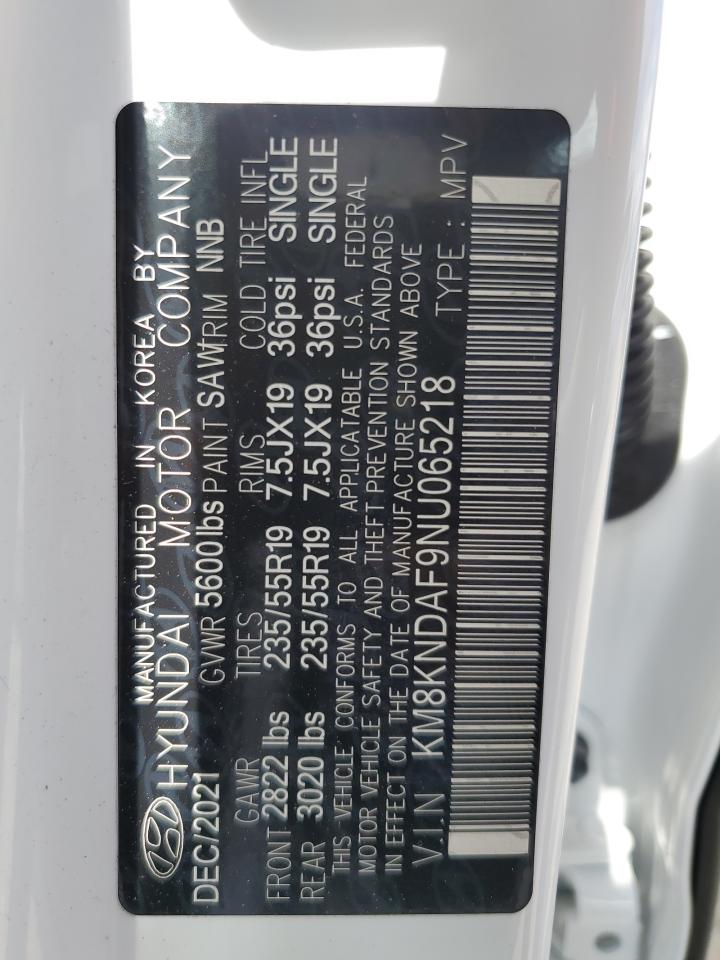 MANUFACTURED IN KOREA BY
HYUNDAI MOTOR COMPANY
DEC/2021 GVWR 5600lbs PAINT SAW TRIM NNB
GAWR TIRES RIMS COLD TIRE INFL
FRONT 2822 lbs 235/55R19 7.5JX19 36psi SINGLE
REAR 3020 lbs 235/55R19 7.5JX19 36psi SINGLE
THIS VEHICLE CONFORMS TO ALL APPLICATABLE U.S.A. FEDERAL
MOTOR VEHICLE SAFETY AND THEFT PREVENTION STANDARDS
IN EFFECT ON THE DATE OF MANUFACTURE SHOWN ABOVE
VIN KM8KNDAF9NU065218 TYPE : MPV